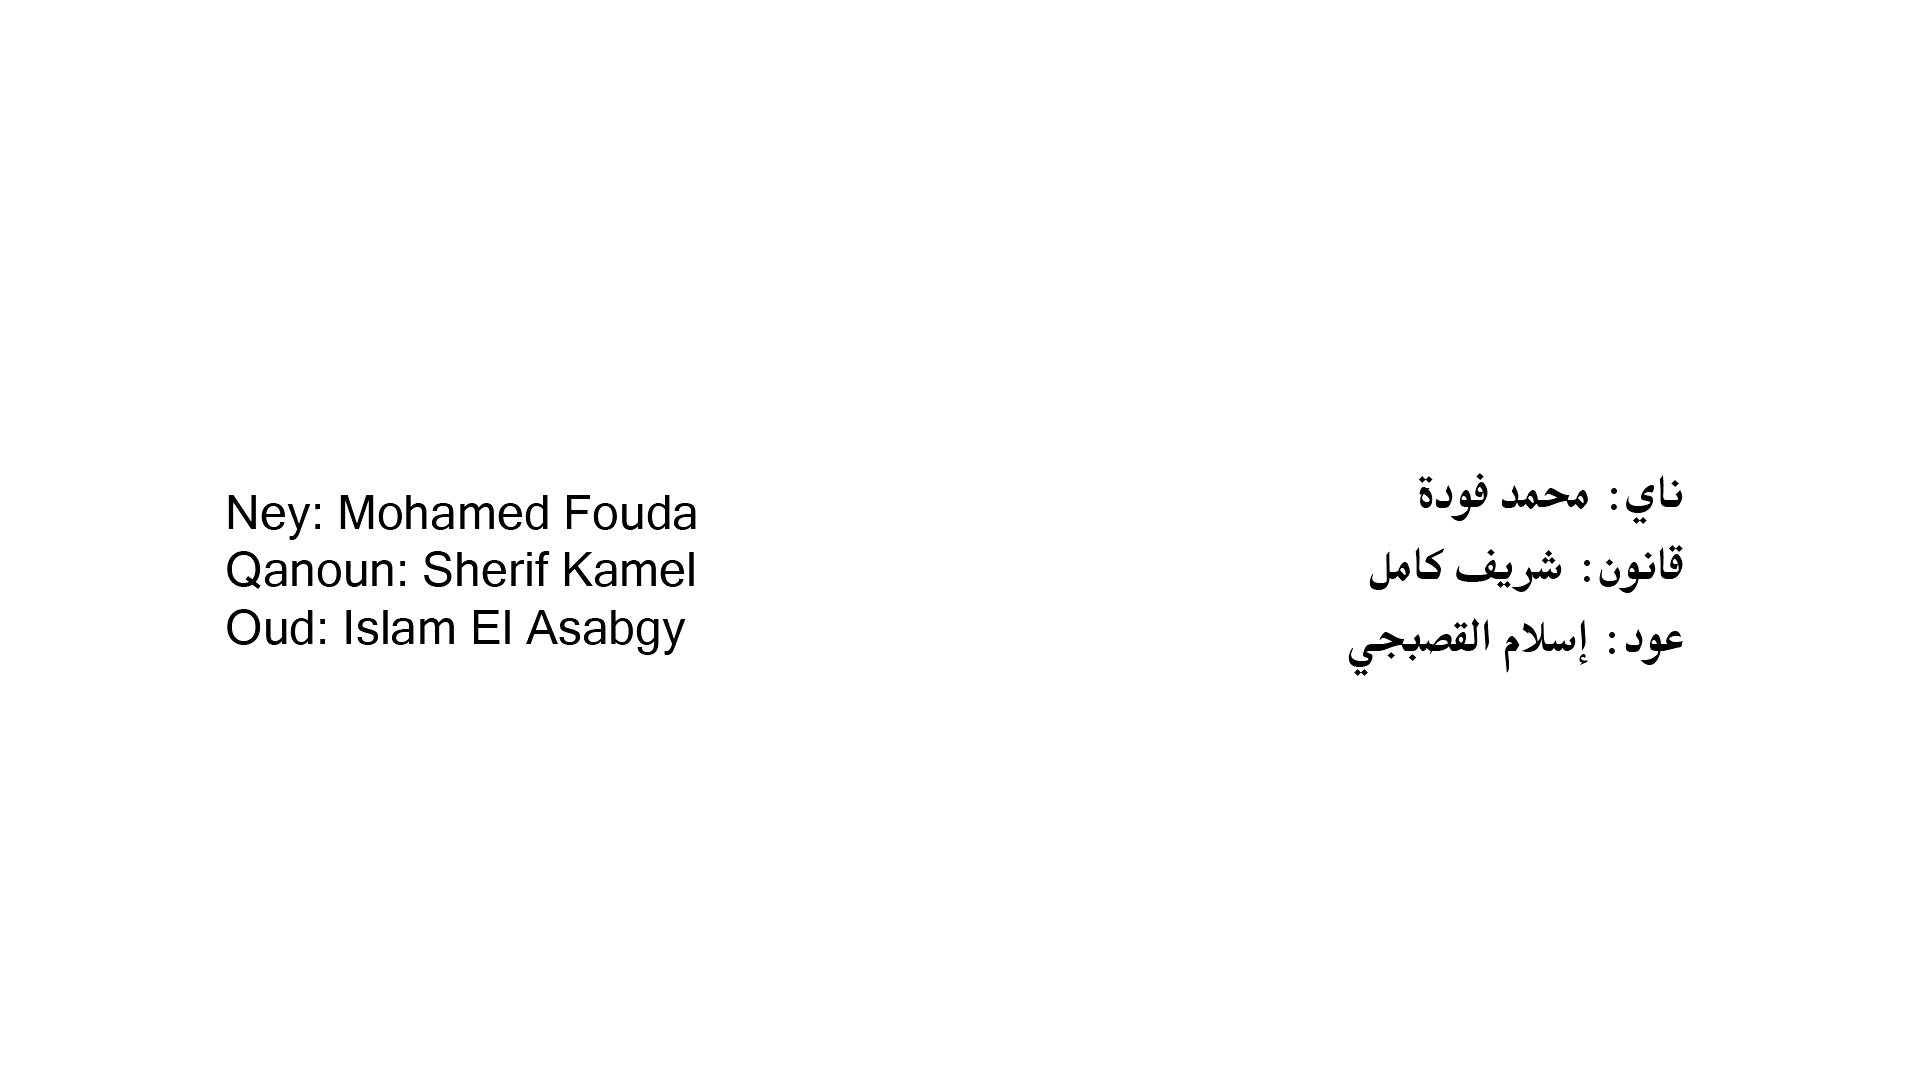 Ney: Mohamed Fouda
Qanoun: Sherif Kamel
Oud: Islam El Asabgy
ناي: محمد فودة
قانون: شريف كامل
عود: إسلام القصبجي